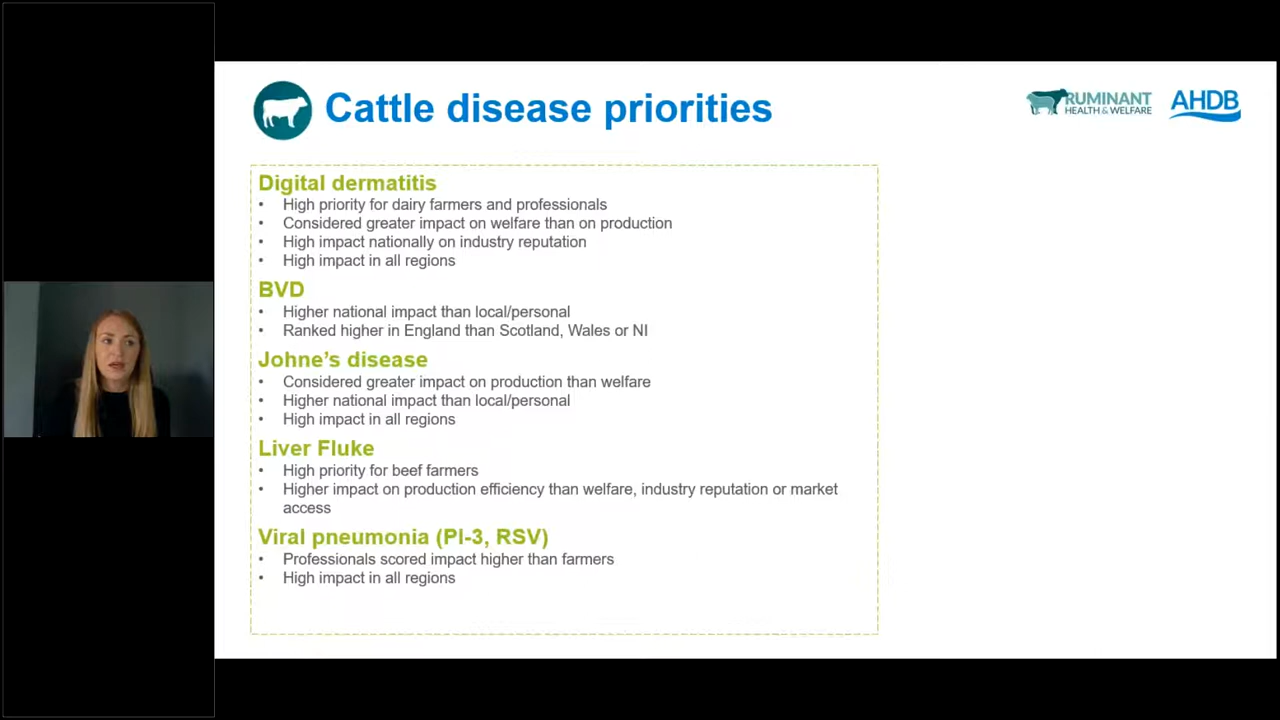 Cattle disease priorities
RUMINANT
HEALTH & WELFARE
AHDB
Digital dermatitis
• High priority for dairy farmers and professionals
• Considered greater impact on welfare than on production
• High impact nationally on industry reputation
• High impact in all regions
BVD
• Higher national impact than local/personal
• Ranked higher in England than Scotland, Wales or NI
Johne's disease
• Considered greater impact on production than welfare
• Higher national impact than local/personal
• High impact in all regions
Liver Fluke
• High priority for beef farmers
• Higher impact on production efficiency than welfare, industry reputation or market
access
Viral pneumonia (PI-3, RSV)
• Professionals scored impact higher than farmers
• High impact in all regions